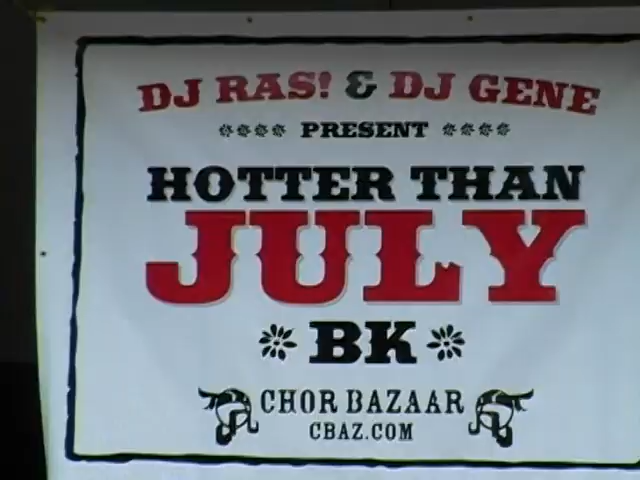 DJ RAS! & DJ GENE
PRESENT
HOTTER THAN
JULY
BK
CHOR BAZAAR
CBAZ.COM